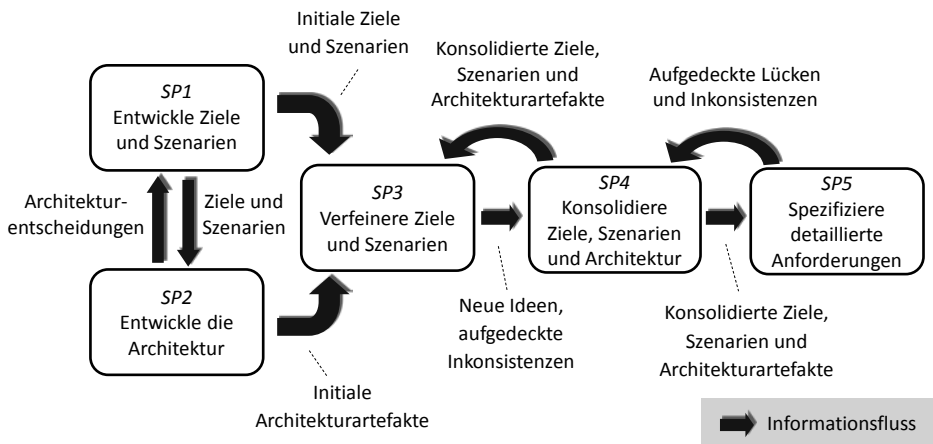 Initiale Ziele
und Szenarien
Konsolidierte Ziele,
Szenarien und
Architekturartefakte
Aufgedeckte Lücken
und Inkonsistenzen
SP1
Entwickle Ziele
und Szenarien
Architektur-
entscheidungen
Ziele und
Szenarien
SP2
Entwickle die
Architektur
SP3
Verfeinere Ziele
und Szenarien
SP4
Konsolidiere
Ziele, Szenarien
und Architektur
SP5
Spezifiziere
detaillierte
Anforderungen
Initiale
Architekturartefakte
Neue Ideen,
aufgedeckte
Inkonsistenzen
Konsolidierte Ziele,
Szenarien und
Architekturartefakte
Informationsfluss